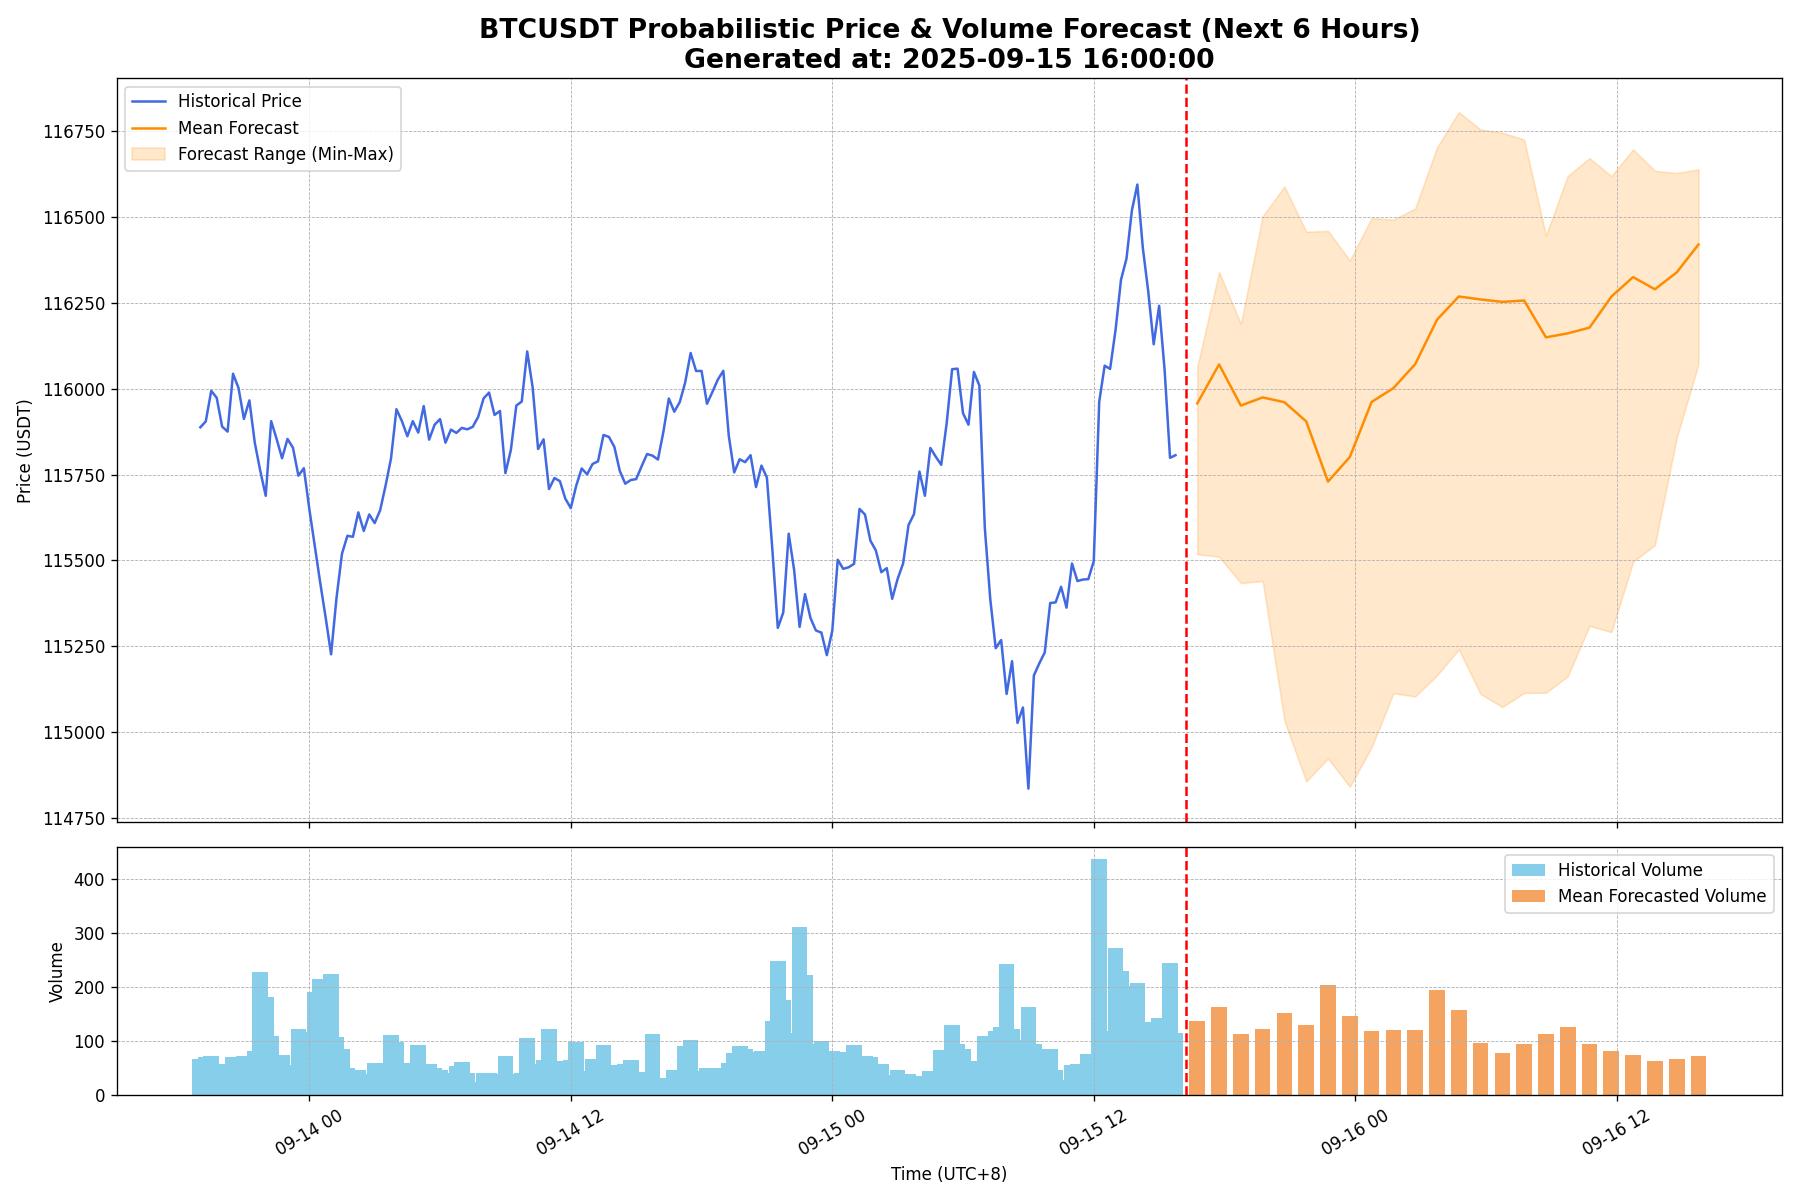 BTCUSDT Probabilistic Price & Volume Forecast (Next 6 Hours)
Generated at: 2025-09-15 16:00:00
Historical Price
Mean Forecast
Forecast Range (Min-Max)
Price (USDT)
116750
116500
116250
116000
115750
115500
115250
115000
114750
Historical Volume
Mean Forecasted Volume
Volume
400
300
200
100
0
09-14 00
09-14 12
09-15 00
09-15 12
09-16 00
09-16 12
Time (UTC+8)